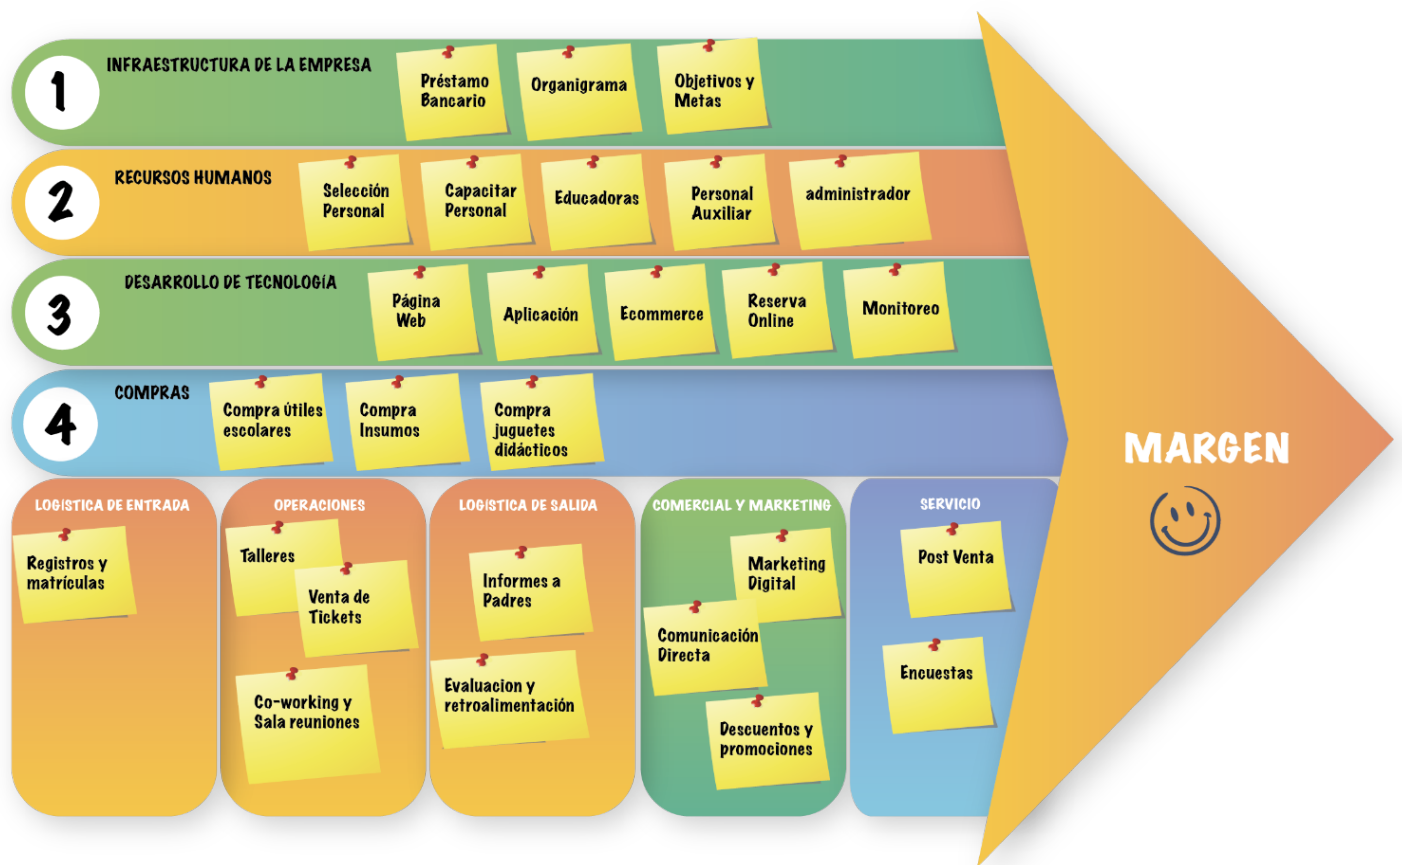 1
INFRAESTRUCTURA DE LA EMPRESA
Préstamo
Bancario
Organigrama
Objetivos y
Metas
2
RECURSOS HUMANOS
Selección
Personal
Capacitar
Personal
Educadoras
Personal
Auxiliar
administrador
3
DESARROLLO DE TECNOLOGÍA
Página
Web
Aplicación
Ecommerce
Reserva
Online
Monitoreo
4
COMPRAS
Compra Útiles
escolares
Compra
Insumos
Compra
juguetes
didácticos
MARGEN
LOGÍSTICA DE ENTRADA
Registros y
matrículas
OPERACIONES
Talleres
Venta de
Tickets
Co-working y
Sala reuniones
LOGÍSTICA DE SALIDA
Informes a
Padres
Evaluacion y
retroalimentación
COMERCIAL Y MARKETING
Marketing
Digital
Comunicación
Directa
Descuentos y
promociones
SERVICIO
Post Venta
Encuestas